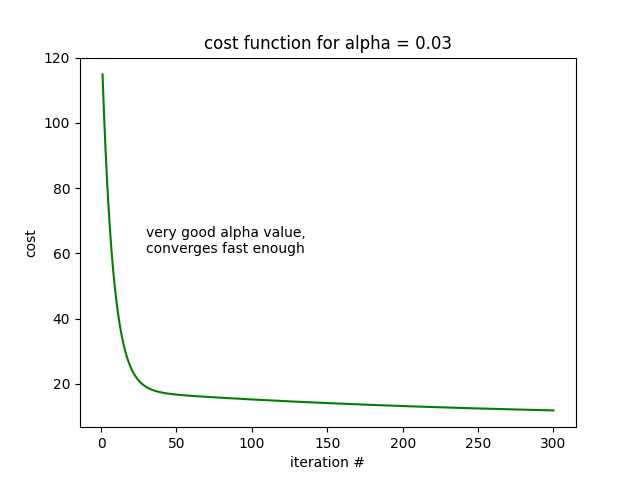 cost function for alpha = 0.03
120
100
80
60
40
20
cost
very good alpha value,
converges fast enough
0 50 100 150 200 250 300
iteration #